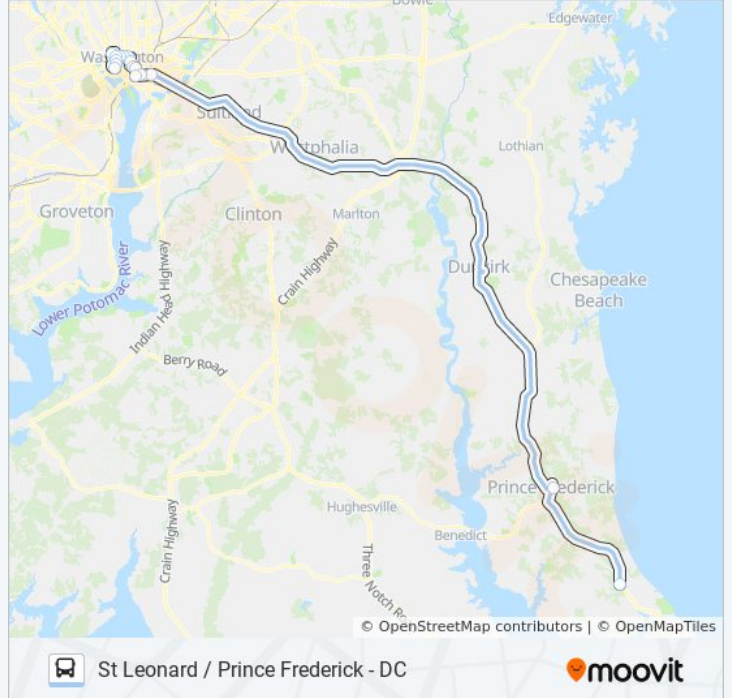 Bowie
Edgewater
Washington
Suitland
Westphalia
Lothian
Groveton
Clinton
Marlton
Crain Highway
Dunkirk
Chesapeake
Beach
Lower Potomac River
Indian Head Highway
Berry Road
Prince Frederick
Hughesville
Benedict
Crain Highway
Three Notch Ro
© OpenStreetMap contributors | © OpenMapTiles
St Leonard / Prince Frederick - DC
moovit